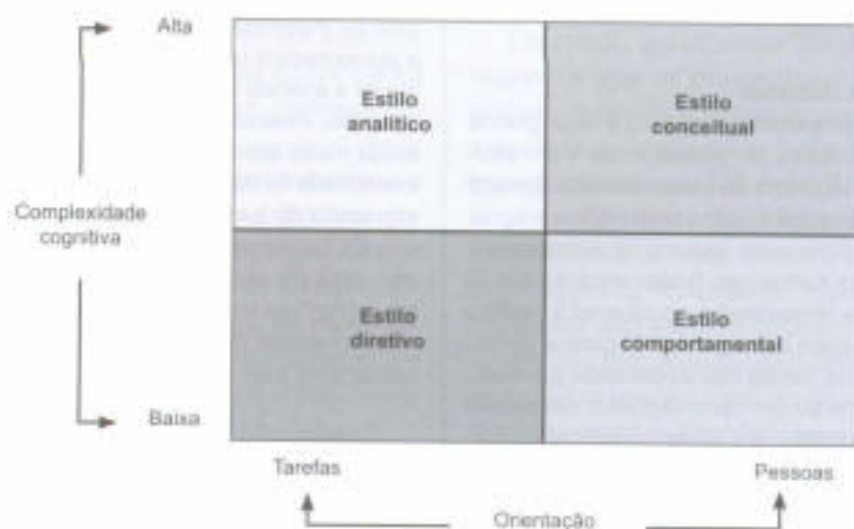 Alta
Estilo
analítico
Estilo
conceitual
Complexidade
cognitiva
Estilo
diretivo
Estilo
comportamental
Baixa
Tarefas
Pessoas
Orientação